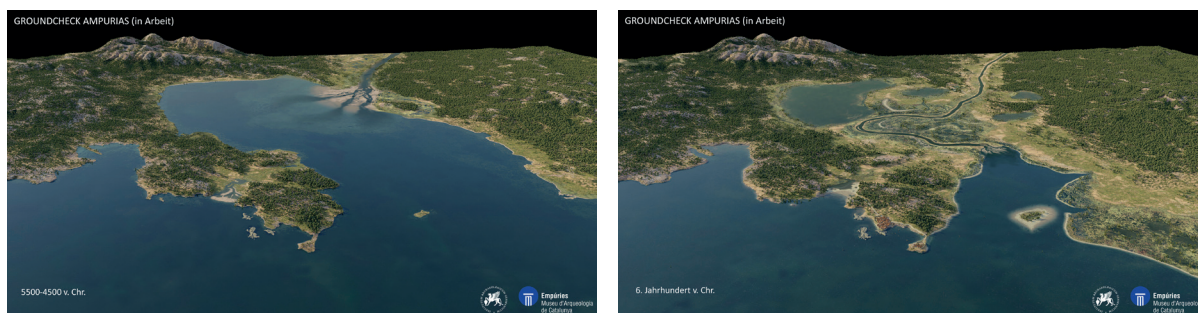 GROUNDCHECK AMPURIAS (in Arbeit)
5500-4500 v. Chr.
Empúries
Museu d'Arqueologia
de Catalunya
GROUNDCHECK AMPURIAS (in Arbeit)
6. Jahrhundert v. Chr.
Empúries
Museu d'Arqueologia
de Catalunya